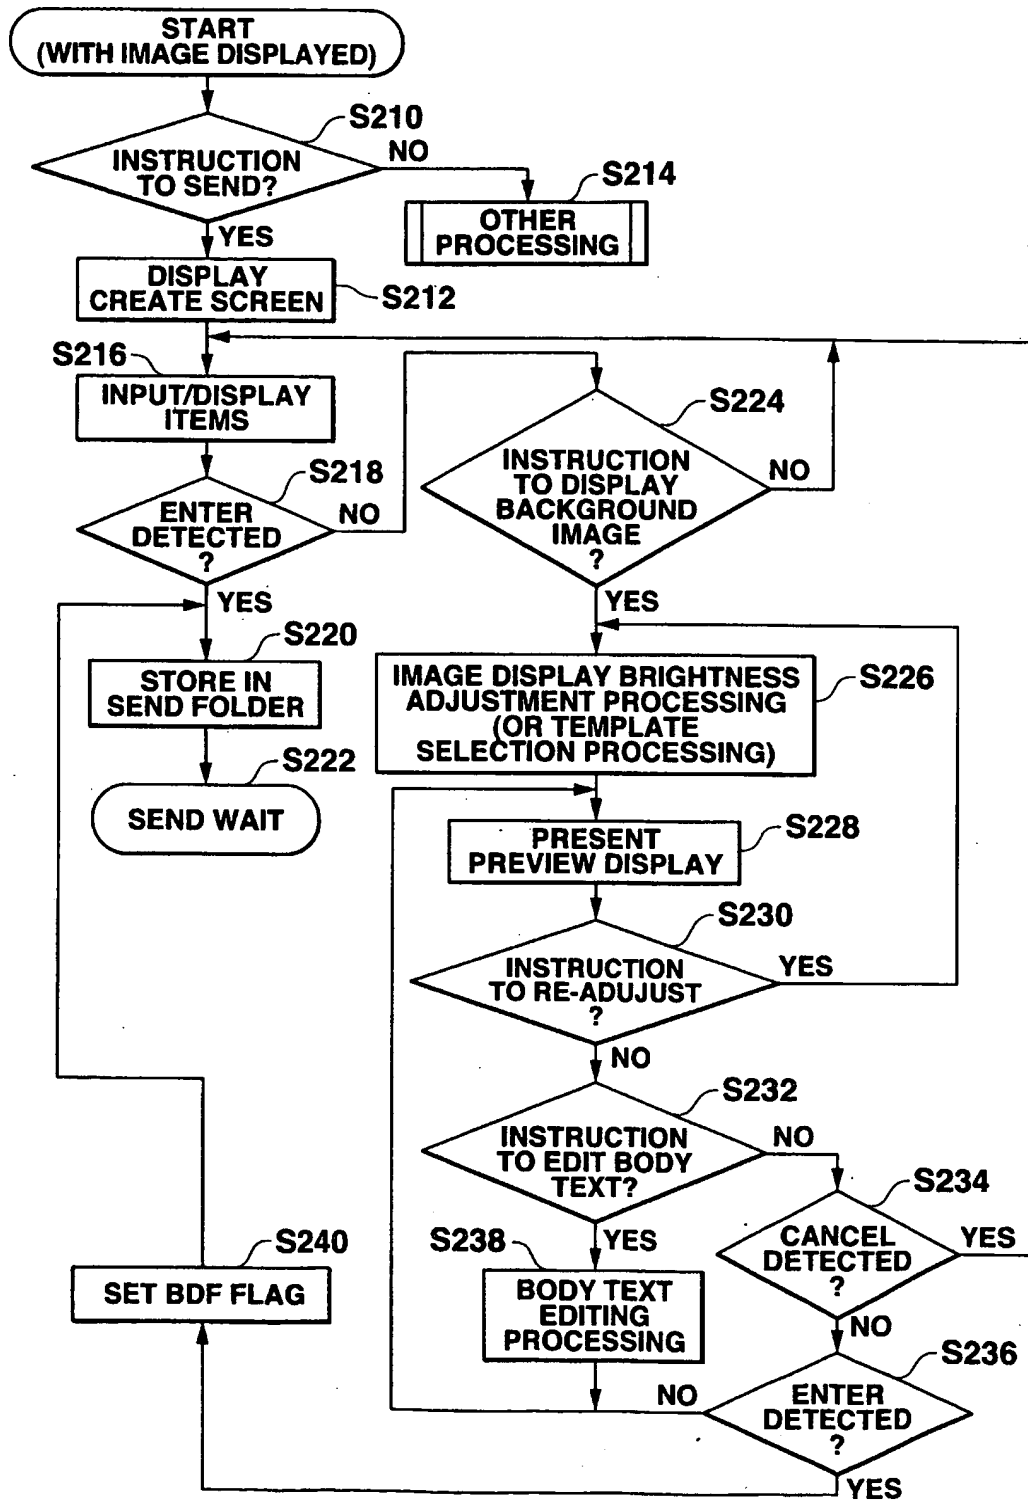 START
(WITH IMAGE DISPLAYED)
S210
INSTRUCTION
TO SEND?
NO
S214
OTHER
PROCESSING
YES
DISPLAY
CREATE SCREEN
S212
S216
INPUT/DISPLAY
ITEMS
S224
INSTRUCTION
TO DISPLAY
BACKGROUND
IMAGE
?
NO
S218
ENTER
DETECTED
?
NO
YES
YES
S220
STORE IN
SEND FOLDER
S226
IMAGE DISPLAY BRIGHTNESS
ADJUSTMENT PROCESSING
(OR TEMPLATE
SELECTION PROCESSING)
S222
SEND WAIT
S228
PRESENT
PREVIEW DISPLAY
S230
INSTRUCTION
TO RE-ADUJUST
?
YES
NO
S232
INSTRUCTION
TO EDIT BODY
TEXT?
NO
S234
CANCEL
DETECTED
?
YES
YES
S238
BODY TEXT
EDITING
PROCESSING
S240
SET BDF FLAG
NO
S236
ENTER
DETECTED
?
NO
YES